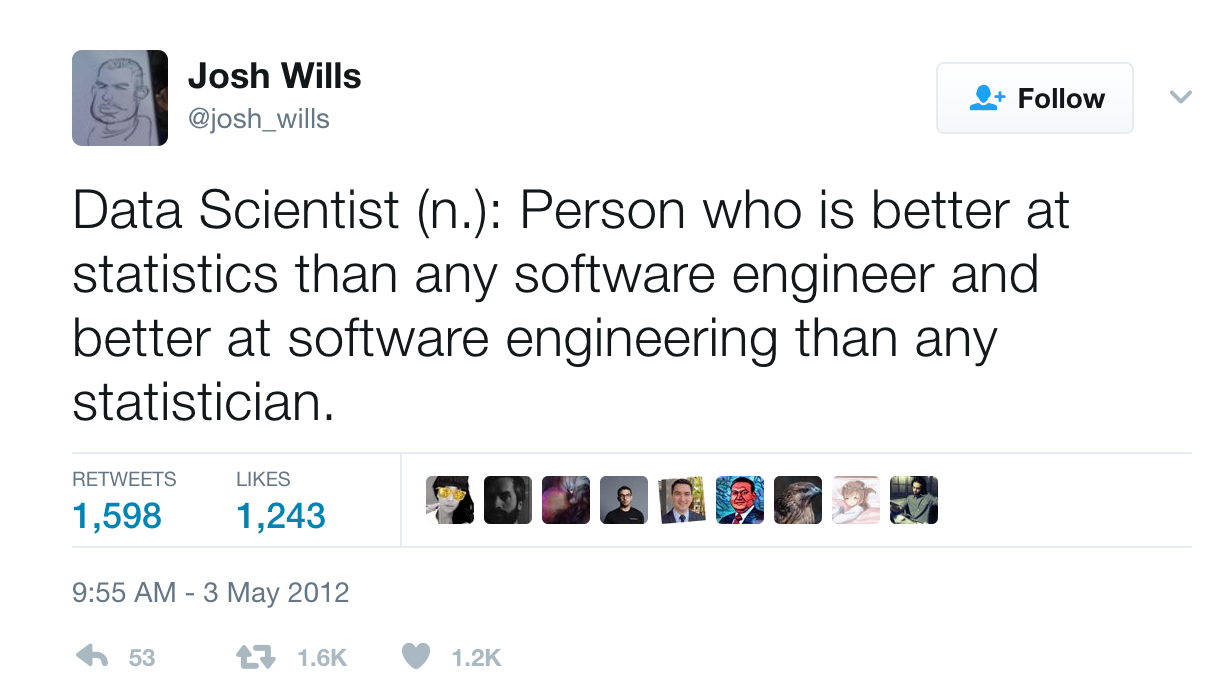 Josh Wills
@josh_wills
Follow
Data Scientist (n.): Person who is better at
statistics than any software engineer and
better at software engineering than any
statistician.
RETWEETS LIKES
1,598 1,243
9:55 AM - 3 May 2012
53 1.6K 1.2K